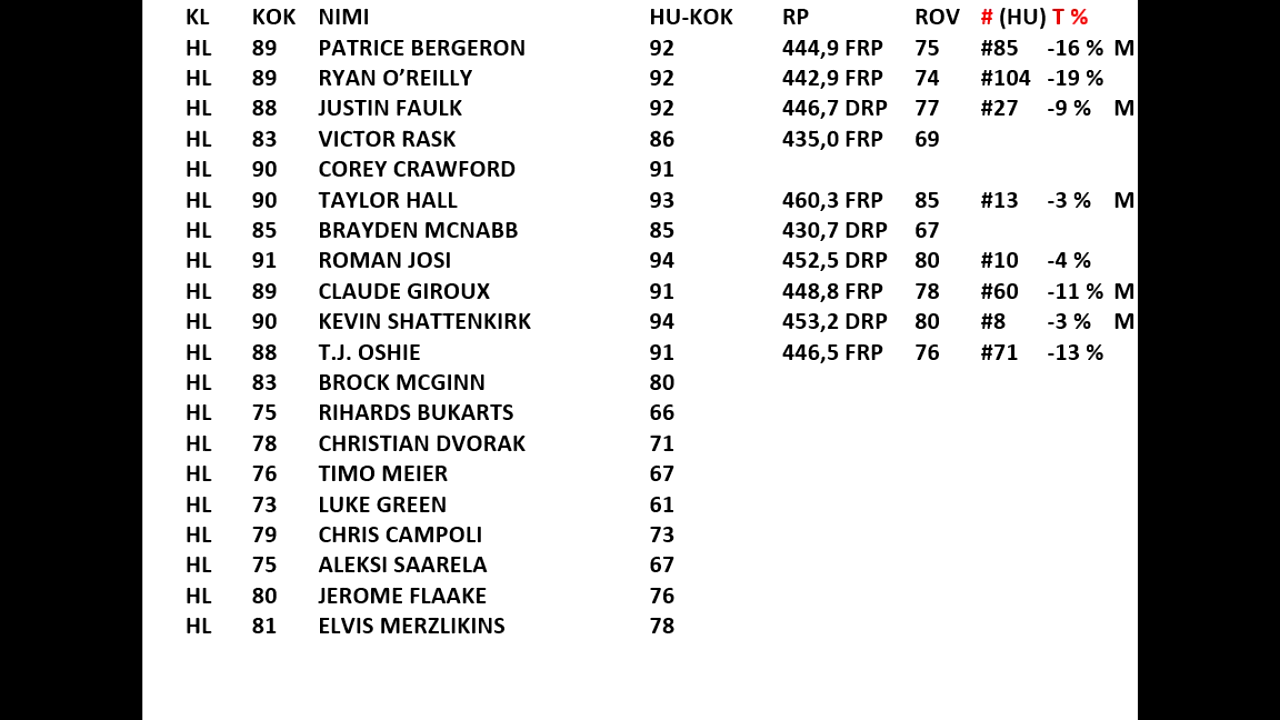 KL KOK NIMI HU-KOK RP ROV # (HU) T %
HL 89 PATRICE BERGERON 92 444,9 FRP 75 #85 -16 % M
HL 89 RYAN O’REILLY 92 442,9 FRP 74 #104 -19 %
HL 88 JUSTIN FAULK 92 446,7 DRP 77 #27 -9 % M
HL 83 VICTOR RASK 86 435,0 FRP 69
HL 90 COREY CRAWFORD 91
HL 90 TAYLOR HALL 93 460,3 FRP 85 #13 -3 % M
HL 85 BRAYDEN MCNABB 85 430,7 DRP 67
HL 91 ROMAN JOSI 94 452,5 DRP 80 #10 -4 %
HL 89 CLAUDE GIROUX 91 448,8 FRP 78 #60 -11 % M
HL 90 KEVIN SHATTENKIRK 94 453,2 DRP 80 #8 -3 % M
HL 88 T.J. OSHIE 91 446,5 FRP 76 #71 -13 %
HL 83 BROCK MCGINN 80
HL 75 RIHARDS BUKARTS 66
HL 78 CHRISTIAN DVORAK 71
HL 76 TIMO MEIER 67
HL 73 LUKE GREEN 61
HL 79 CHRIS CAMPOLI 73
HL 75 ALEKSI SAARELA 67
HL 80 JEROME FLAAKE 76
HL 81 ELVIS MERZLIKINS 78